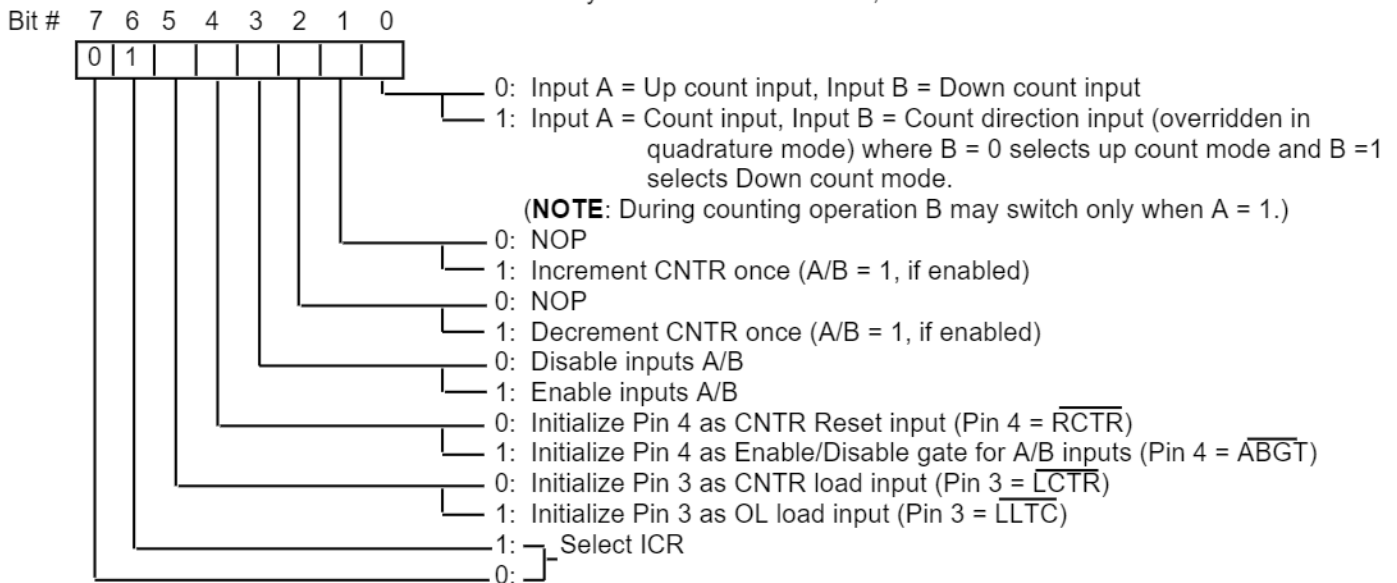 Bit # 7 6 5 4 3 2 1 0
0 1
0: Input A = Up count input, Input B = Down count input
1: Input A = Count input, Input B = Count direction input (overridden in
quadrature mode) where B = 0 selects up count mode and B =1
selects Down count mode.
(NOTE: During counting operation B may switch only when A = 1.)
0: NOP
1: Increment CNTR once (A/B = 1, if enabled)
0: NOP
1: Decrement CNTR once (A/B = 1, if enabled)
0: Disable inputs A/B
1: Enable inputs A/B
0: Initialize Pin 4 as CNTR Reset input (Pin 4 = R̅C̅T̅R̅)
1: Initialize Pin 4 as Enable/Disable gate for A/B inputs (Pin 4 = A̅B̅G̅T̅)
0: Initialize Pin 3 as CNTR load input (Pin 3 = L̅C̅T̅R̅)
1: Initialize Pin 3 as OL load input (Pin 3 = L̅L̅T̅C̅)
1: Select ICR
0: